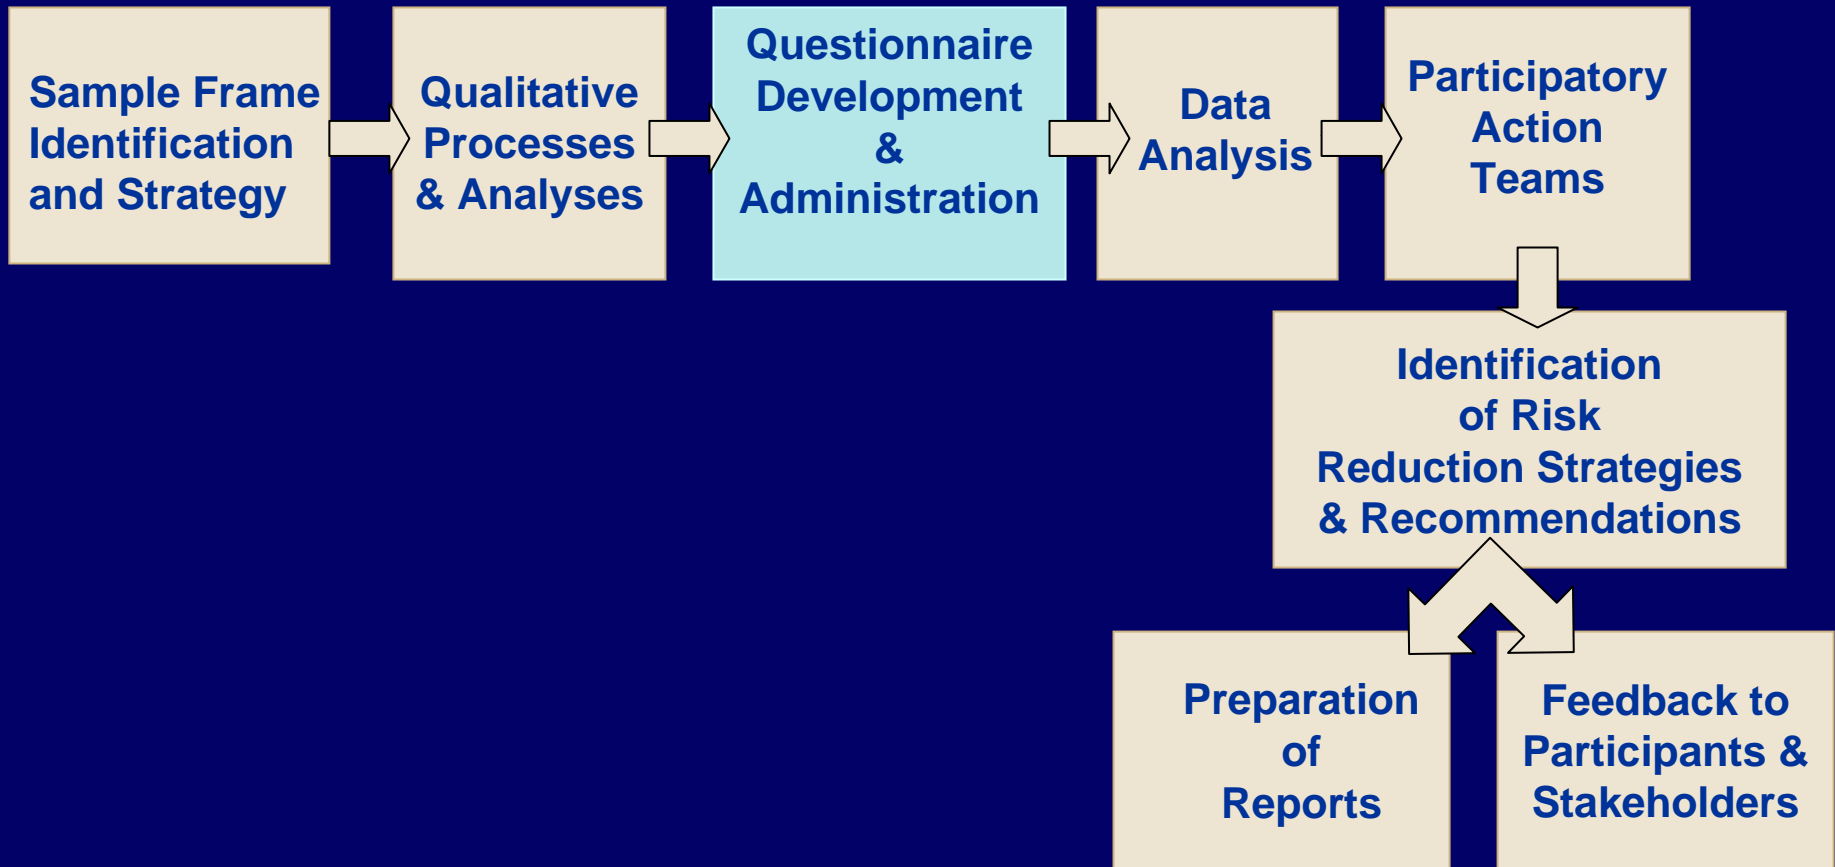 Sample Frame
Identification
and Strategy
Qualitative
Processes
& Analyses
Questionnaire
Development
&
Administration
Data
Analysis
Participatory
Action
Teams
Identification
of Risk
Reduction Strategies
& Recommendations
Preparation
of
Reports
Feedback to
Participants &
Stakeholders